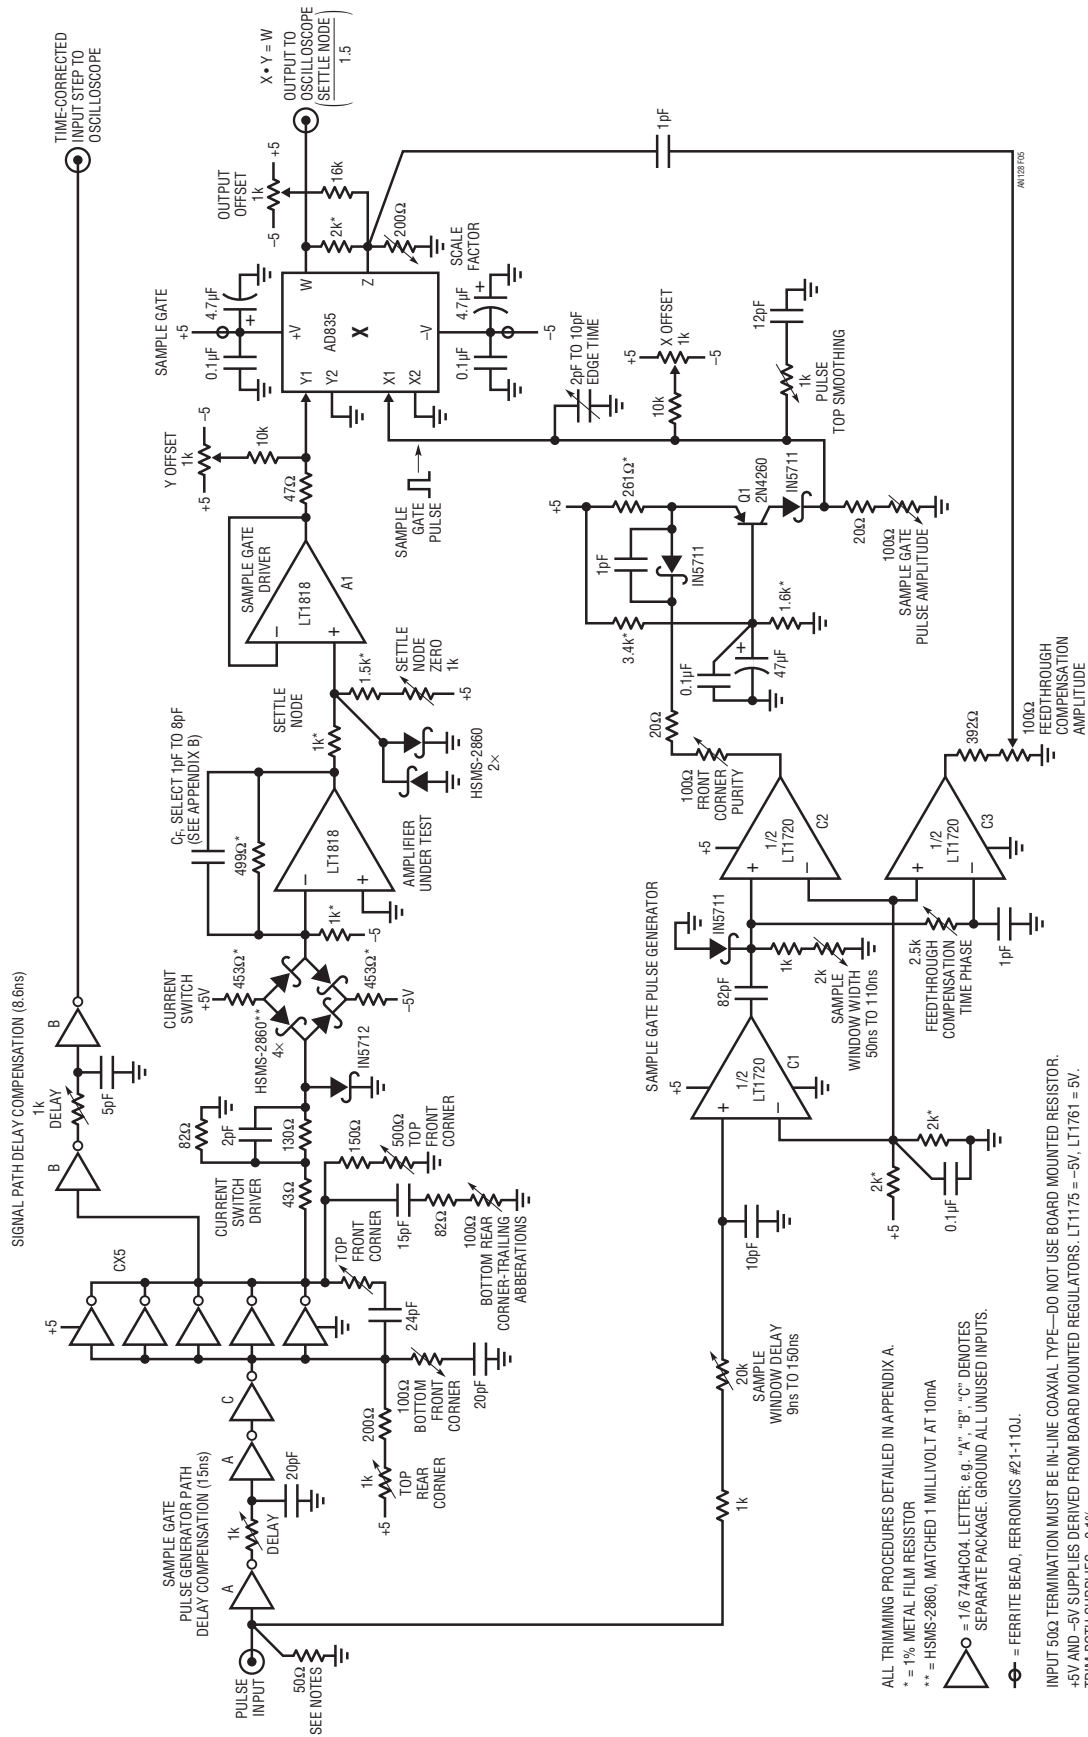 SIGNAL PATH DELAY COMPENSATION (8.6ns)
B
1k
DELAY
5pF
B
TIME-CORRECTED
INPUT STEP TO
OSCILLOSCOPE
PULSE
INPUT
50Ω
SEE NOTES
SAMPLE GATE
PULSE GENERATOR PATH
DELAY COMPENSATION (15ns)
A
1k
DELAY
20pF
A
C
+5
CX5
+5
1k
TOP
REAR
CORNER
200Ω
100Ω
BOTTOM
FRONT
CORNER
20pF
24pF
TOP
FRONT
CORNER
15pF
82Ω
100Ω
BOTTOM REAR
CORNER-TRAILING
ABBERATIONS
150Ω
500Ω
TOP
FRONT
CORNER
CURRENT
SWITCH
DRIVER
43Ω
82Ω
2pF
130Ω
IN5712
HSMS-2860**
4×
CURRENT
SWITCH
+5V
453Ω*
453Ω*
–5V
1k*
–5
CF, SELECT 1pF TO 8pF
(SEE APPENDIX B)
499Ω*
–
+
LT1818
AMPLIFIER
UNDER TEST
1k*
SETTLE
NODE
HSMS-2860
2×
1.5k*
SETTLE
NODE
ZERO
1k
+5
–
+
LT1818
SAMPLE GATE
DRIVER
A1
47Ω
Y OFFSET
1k
+5
–5
10k
SAMPLE
GATE
PULSE
SAMPLE GATE
+5
0.1µF
4.7µF
+
+V
Y1
Y2
X1
X2
AD835
X
W
Z
–V
0.1µF
4.7µF
+
–5
OUTPUT
OFFSET
1k
–5
+5
16k
2k*
200Ω
SCALE
FACTOR
X • Y = W
OUTPUT TO
OSCILLOSCOPE
(SETTLE NODE
1.5)
1pF
2pF TO 10pF
EDGE TIME
X OFFSET
1k
+5
–5
10k
12pF
1k
PULSE
TOP SMOOTHING
+5
261Ω*
1pF
IN5711
3.4k*
Q1
2N4260
IN5711
0.1µF
+
47µF
1.6k*
20Ω
100Ω
SAMPLE GATE
PULSE AMPLITUDE
20Ω
100Ω
FRONT
CORNER
PURITY
+5
+
–
1/2
LT1720
C2
+
–
1/2
LT1720
C3
392Ω
100Ω
FEEDTHROUGH
COMPENSATION
AMPLITUDE
SAMPLE GATE PULSE GENERATOR
+5
+
–
1/2
LT1720
C1
82pF
IN5711
1k
2k
SAMPLE
WINDOW WIDTH
50ns TO 110ns
2.5k
FEEDTHROUGH
COMPENSATION
TIME PHASE
1pF
+5
2k*
2k*
0.1µF
10pF
20k
SAMPLE
WINDOW DELAY
9ns TO 150ns
1k
AN128 F05
ALL TRIMMING PROCEDURES DETAILED IN APPENDIX A.
* = 1% METAL FILM RESISTOR
** = HSMS-2860, MATCHED 1 MILLIVOLT AT 10mA
= 1/6 74AHC04. LETTER; e.g. “A”, “B”, “C” DENOTES
SEPARATE PACKAGE. GROUND ALL UNUSED INPUTS.
= FERRITE BEAD, FERRONICS #21-110J.
INPUT 50Ω TERMINATION MUST BE IN-LINE COAXIAL TYPE—DO NOT USE BOARD MOUNTED RESISTOR.
+5V AND –5V SUPPLIES DERIVED FROM BOARD MOUNTED REGULATORS. LT1175 = –5V, LT1761 = 5V.